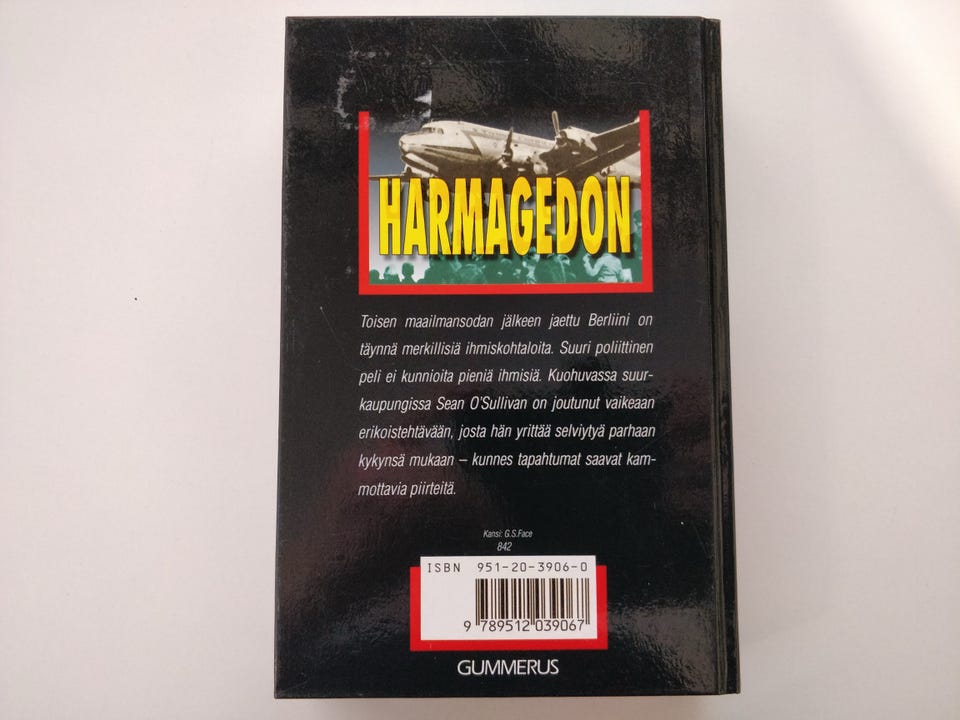 HARMAGEDON
Toisen maailmansodan jälkeen jaettu Berliini on
täynnä merkillisiä ihmiskohtaloita. Suuri poliittinen
peli ei kunnioita pieniä ihmisiä. Kuohuvassa suur-
kaupungissa Sean O'Sullivan on joutunut vaikeaan
erikoistehtävään, josta hän yrittää selviytyä parhaan
kykynsä mukaan – kunnes tapahtumat saavat kam-
mottavia piirteitä.
Kansi: G.S.Face
842
ISBN 951-20-3906-0
9 789512 039067
GUMMERUS